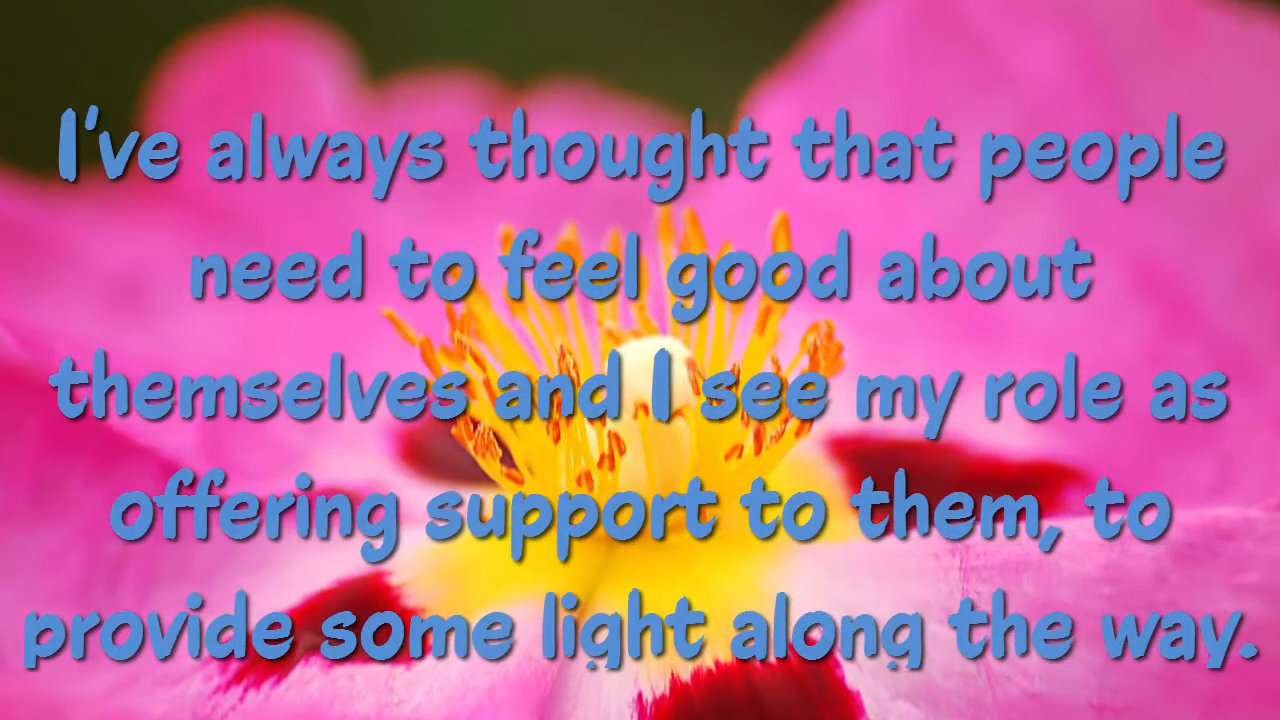 I've always thought that people
need to feel good about
themselves and I see my role as
offering support to them, to
provide some light along the way.